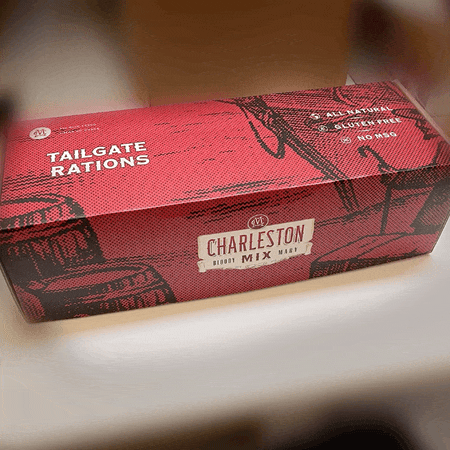 TAILGATE
RATIONS
ALL NATURAL
GLUTEN FREE
NO MSG
CHARLESTON
BLOODY MIX MARY